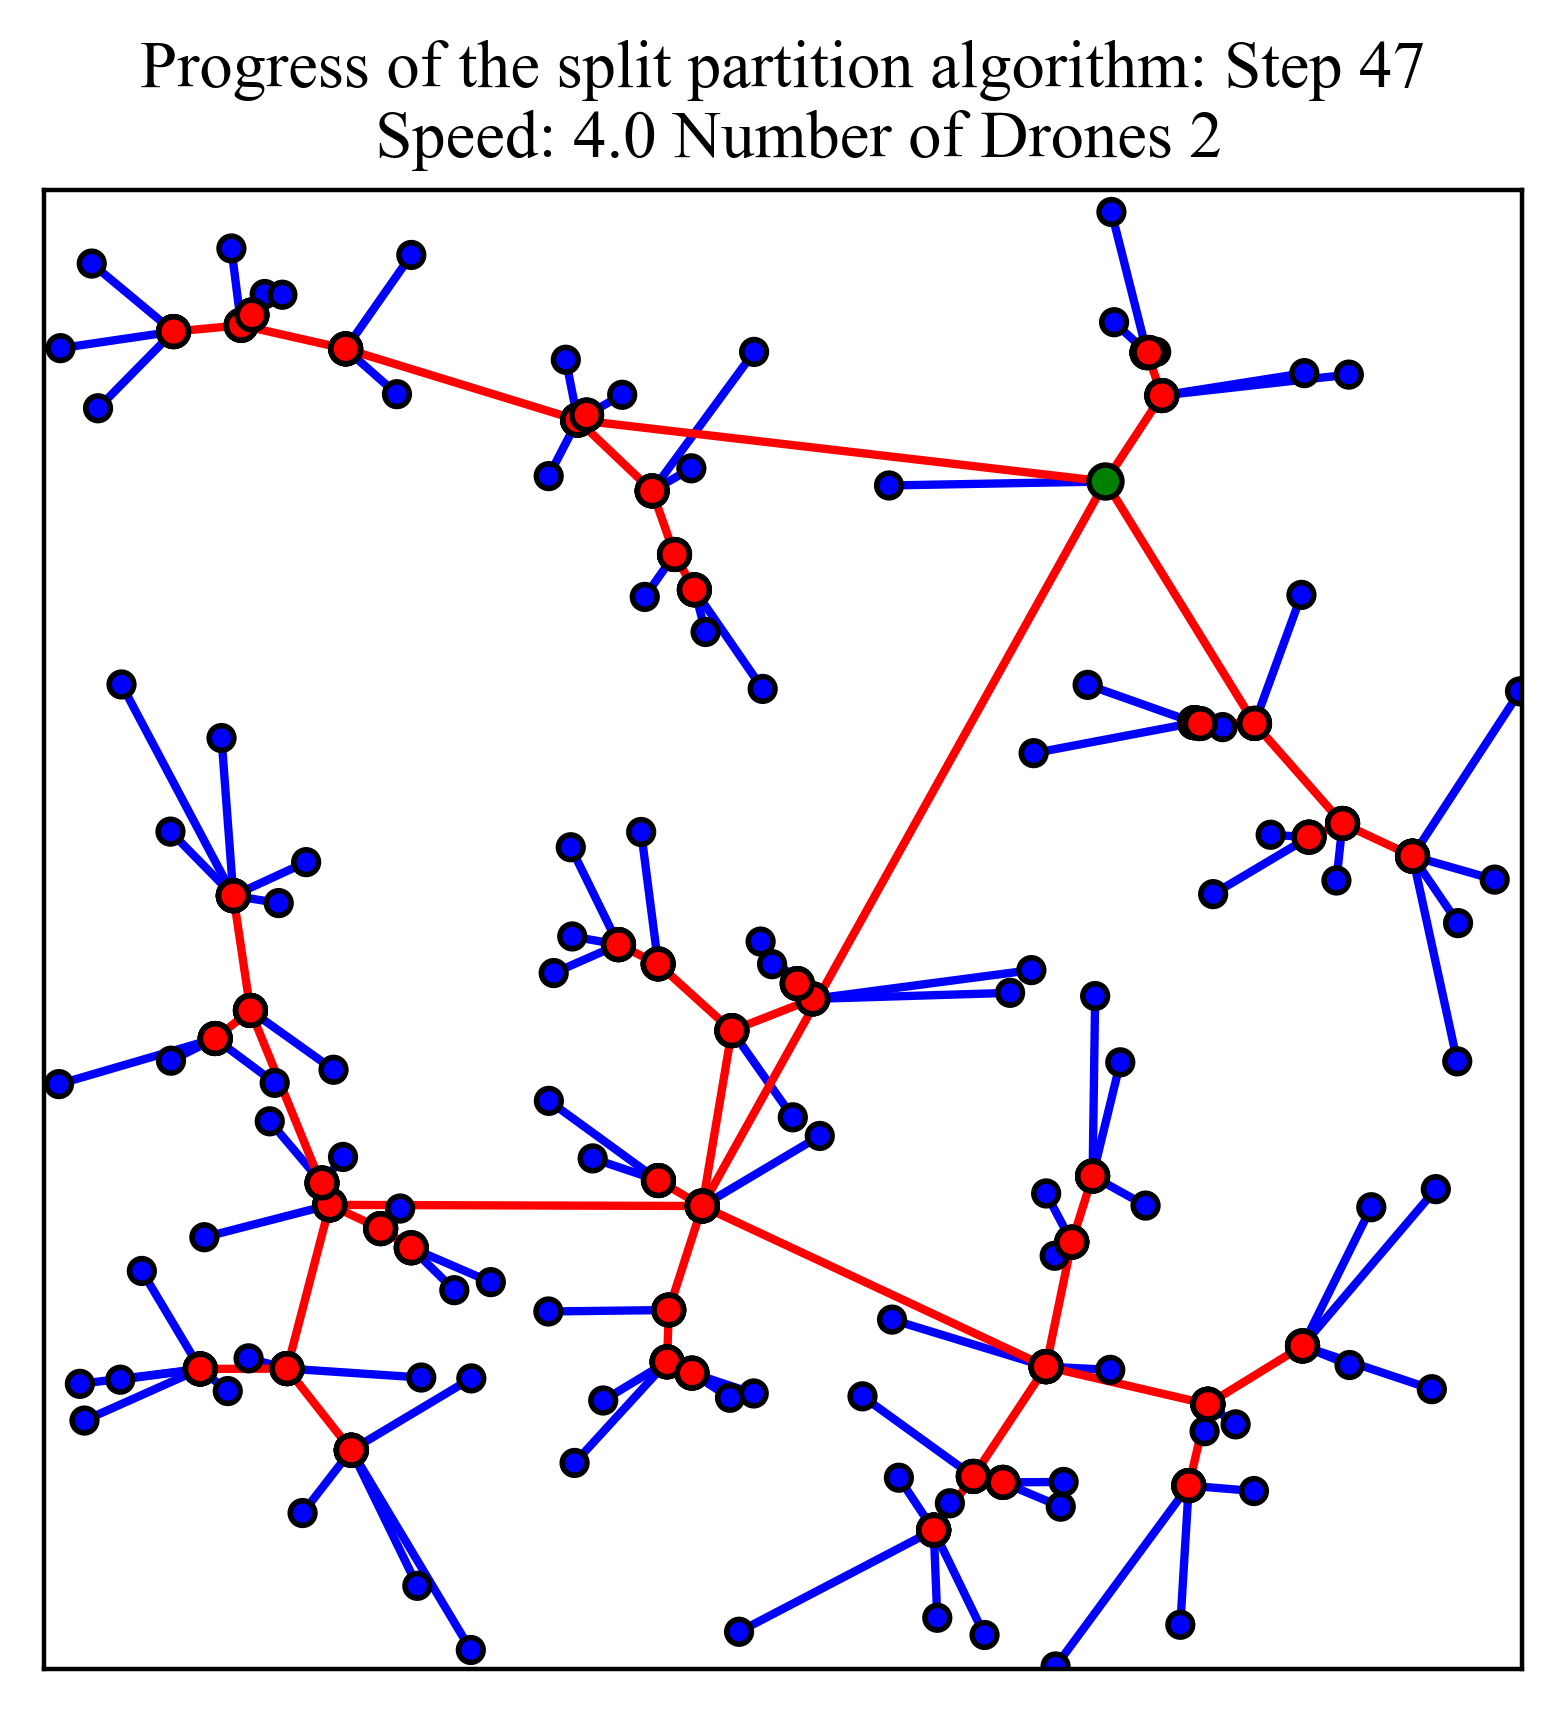 Progress of the split partition algorithm: Step 47
Speed: 4.0 Number of Drones 2